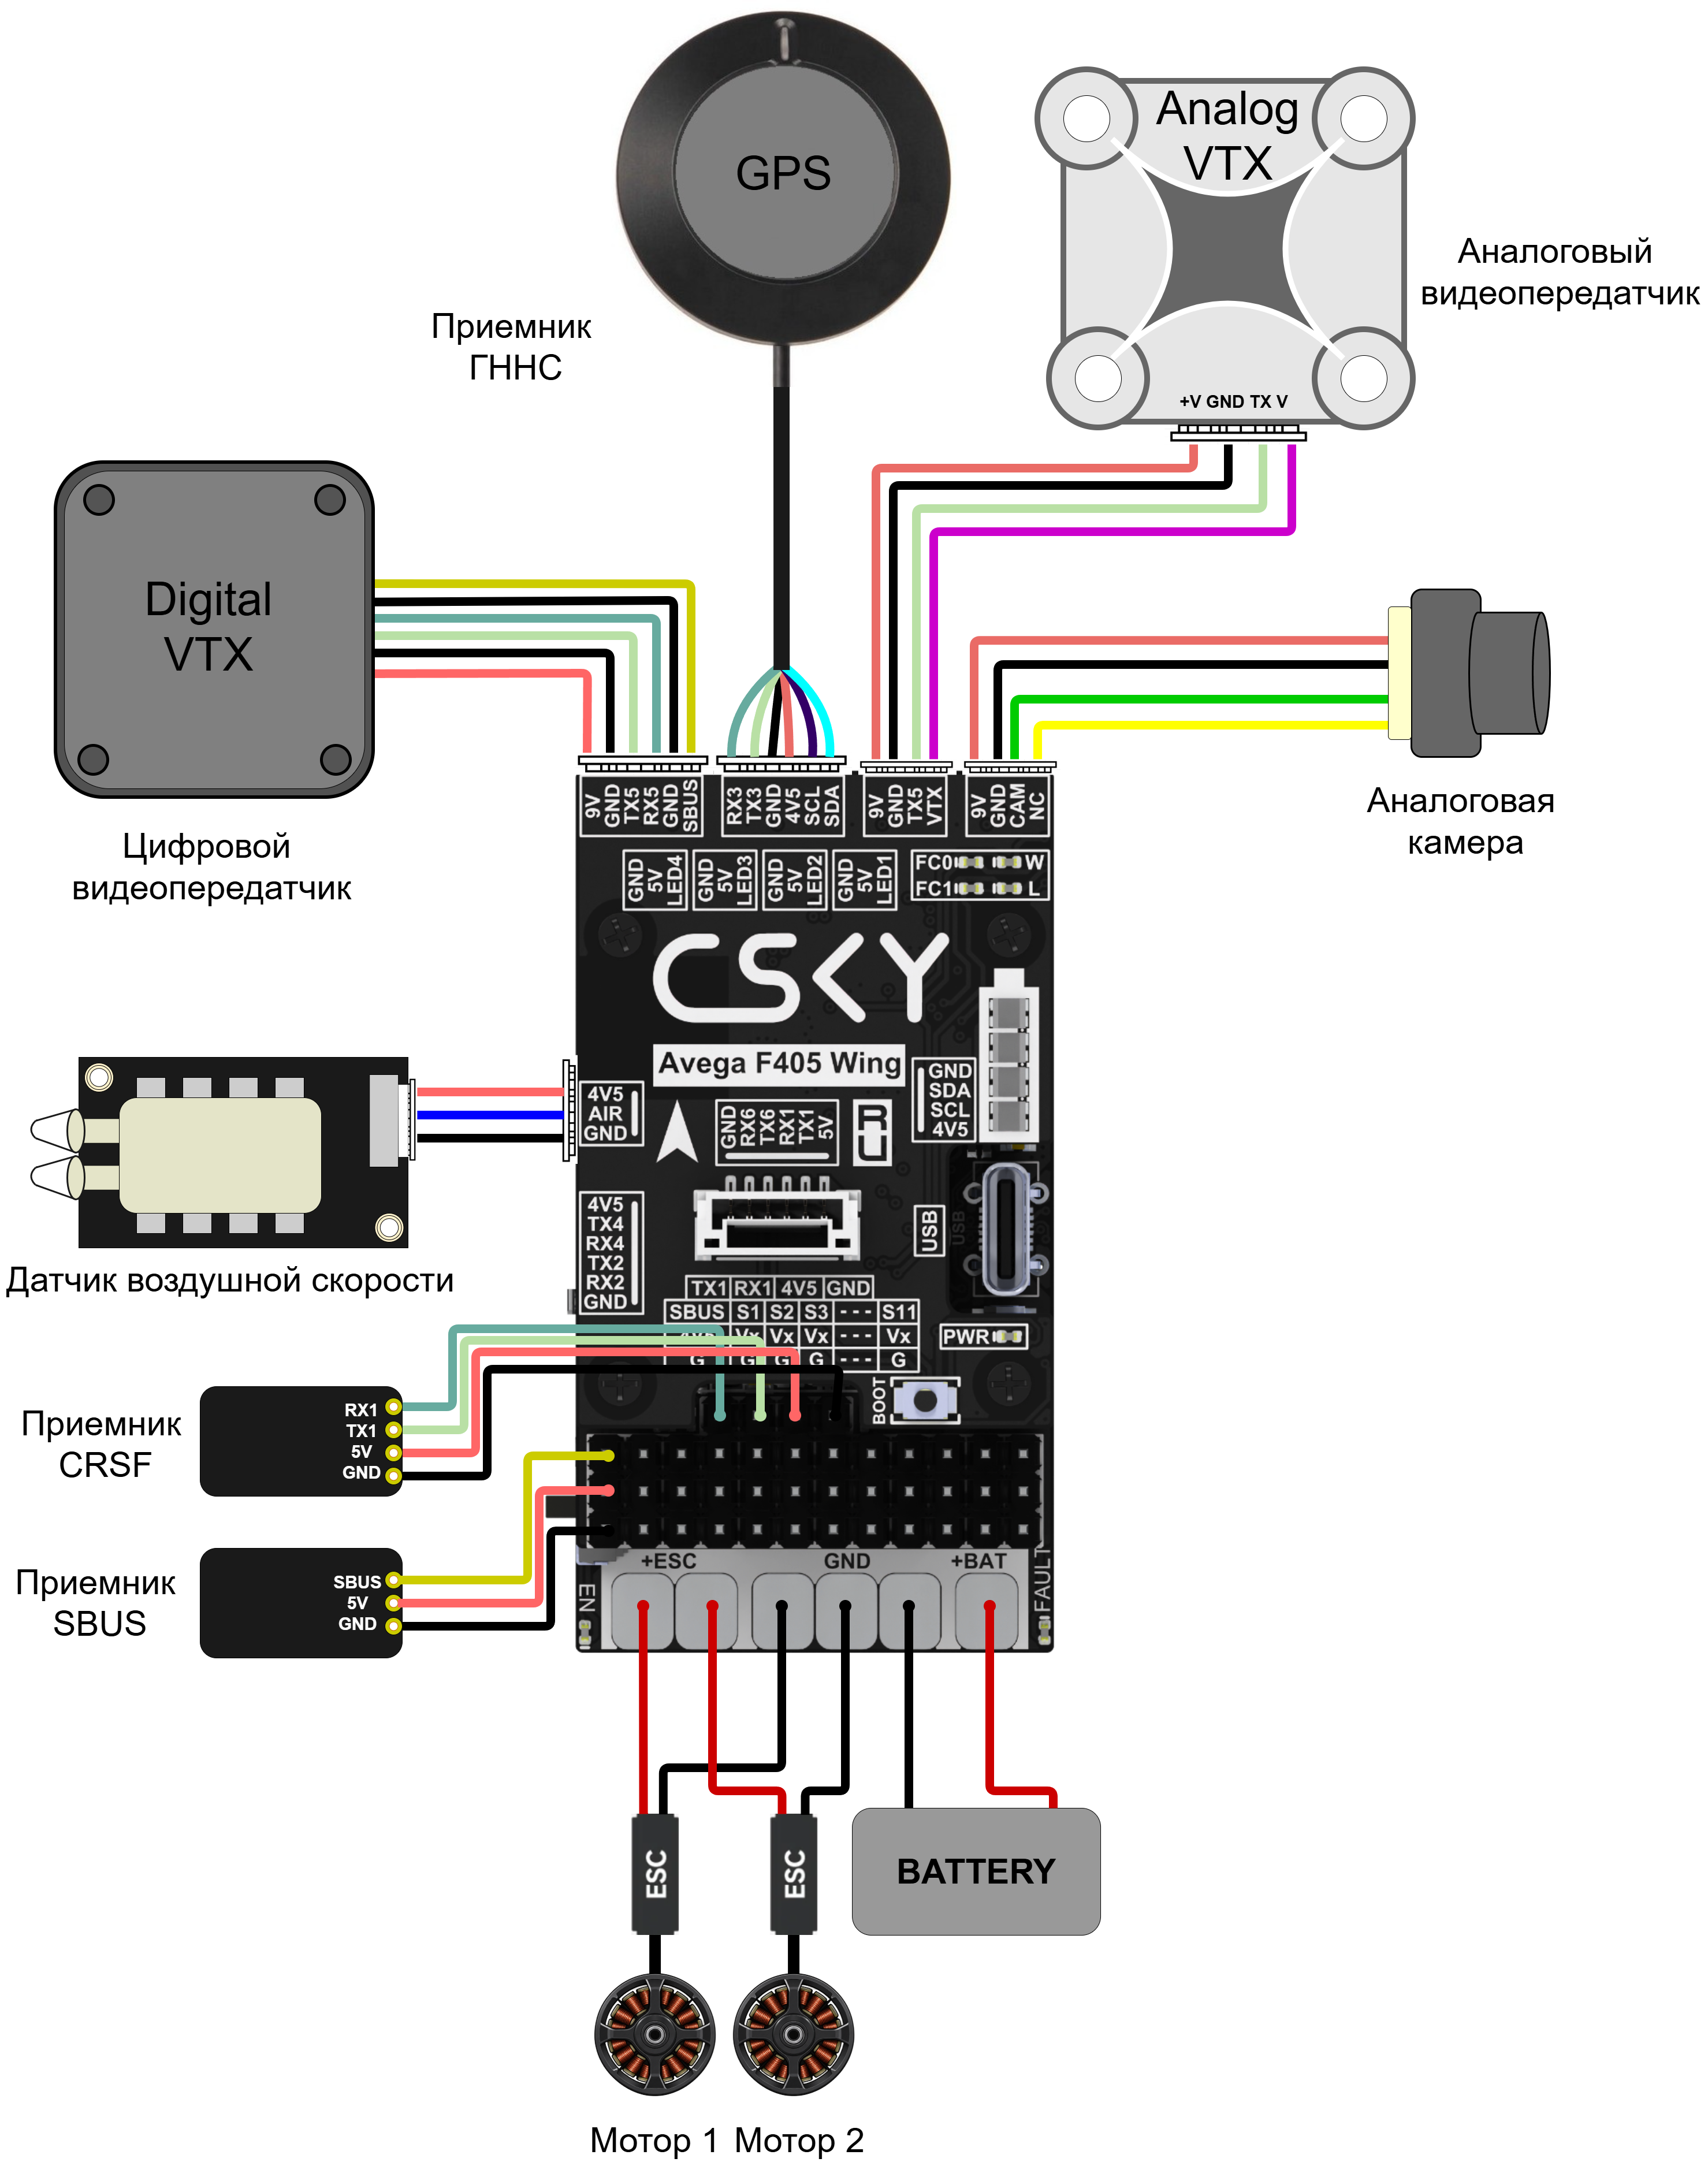 GPS
Analog
VTX
+V GND TX V
Аналоговый
видеопередатчик
Приемник
ГННС
Digital
VTX
Цифровой
видеопередатчик
Аналоговая
камера
9V GND TX5 RX5 GND SBUS
RX3 TX3 GND 4V5 SCL SDA
9V GND TX5 VTX
9V GND CAM NC
GND 5V LED4
GND 5V LED3
GND 5V LED2
GND 5V LED1
FC0 W
FC1 L
CSKY
Avega F405 Wing
4V5
AIR
GND
GND
SDA
SCL
4V5
GND RX6 TX6 RX1 TX1 5V
Датчик воздушной скорости
4V5
TX4
RX4
TX2
RX2
GND
USB
USB
TX1 RX1 4V5 GND
SBUS S1 S2 S3 --- S11
4V5 Vx Vx Vx --- Vx
G G G G --- G
PWR
BOOT
Приемник
CRSF
RX1
TX1
5V
GND
Приемник
SBUS
SBUS
5V
GND
+ESC GND +BAT
EN
FAULT
ESC
ESC
BATTERY
Мотор 1
Мотор 2